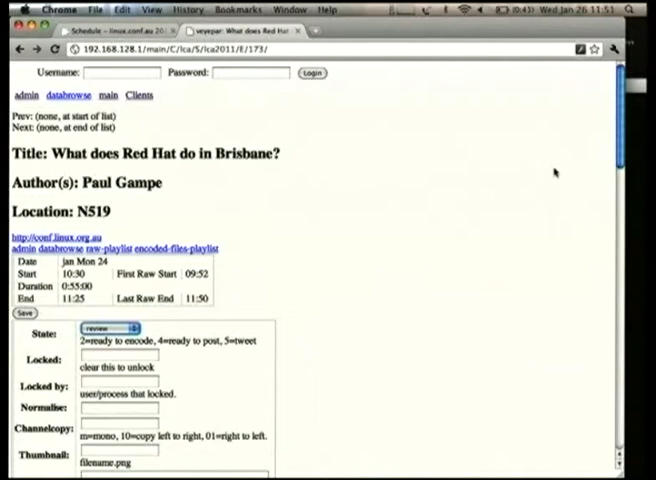 Chrome File Edit View History Bookmarks Window Help (0:43) Wed Jan 26 11:51
Schedule – linux.conf.au 20 veyepar: What does Red Hat
192.168.128.1/main/C/lca/S/lca2011/E/173/
Username: Password: Login
admin databrowse main Clients
Prev: (none, at start of list)
Next: (none, at end of list)
Title: What does Red Hat do in Brisbane?
Author(s): Paul Gampe
Location: N519
http://conf.linux.org.au
admin databrowse raw-playlist encoded-files-playlist
Date Jan Mon 24
Start 10:30 First Raw Start 09:52
Duration 0:55:00
End 11:25 Last Raw End 11:50
Save
State: review
2=ready to encode, 4=ready to post, 5=tweet
Locked:
clear this to unlock
Locked by:
user/process that locked.
Normalise:
Channelcopy:
m=mono, 10=copy left to right, 01=right to left.
Thumbnail:
filename.png